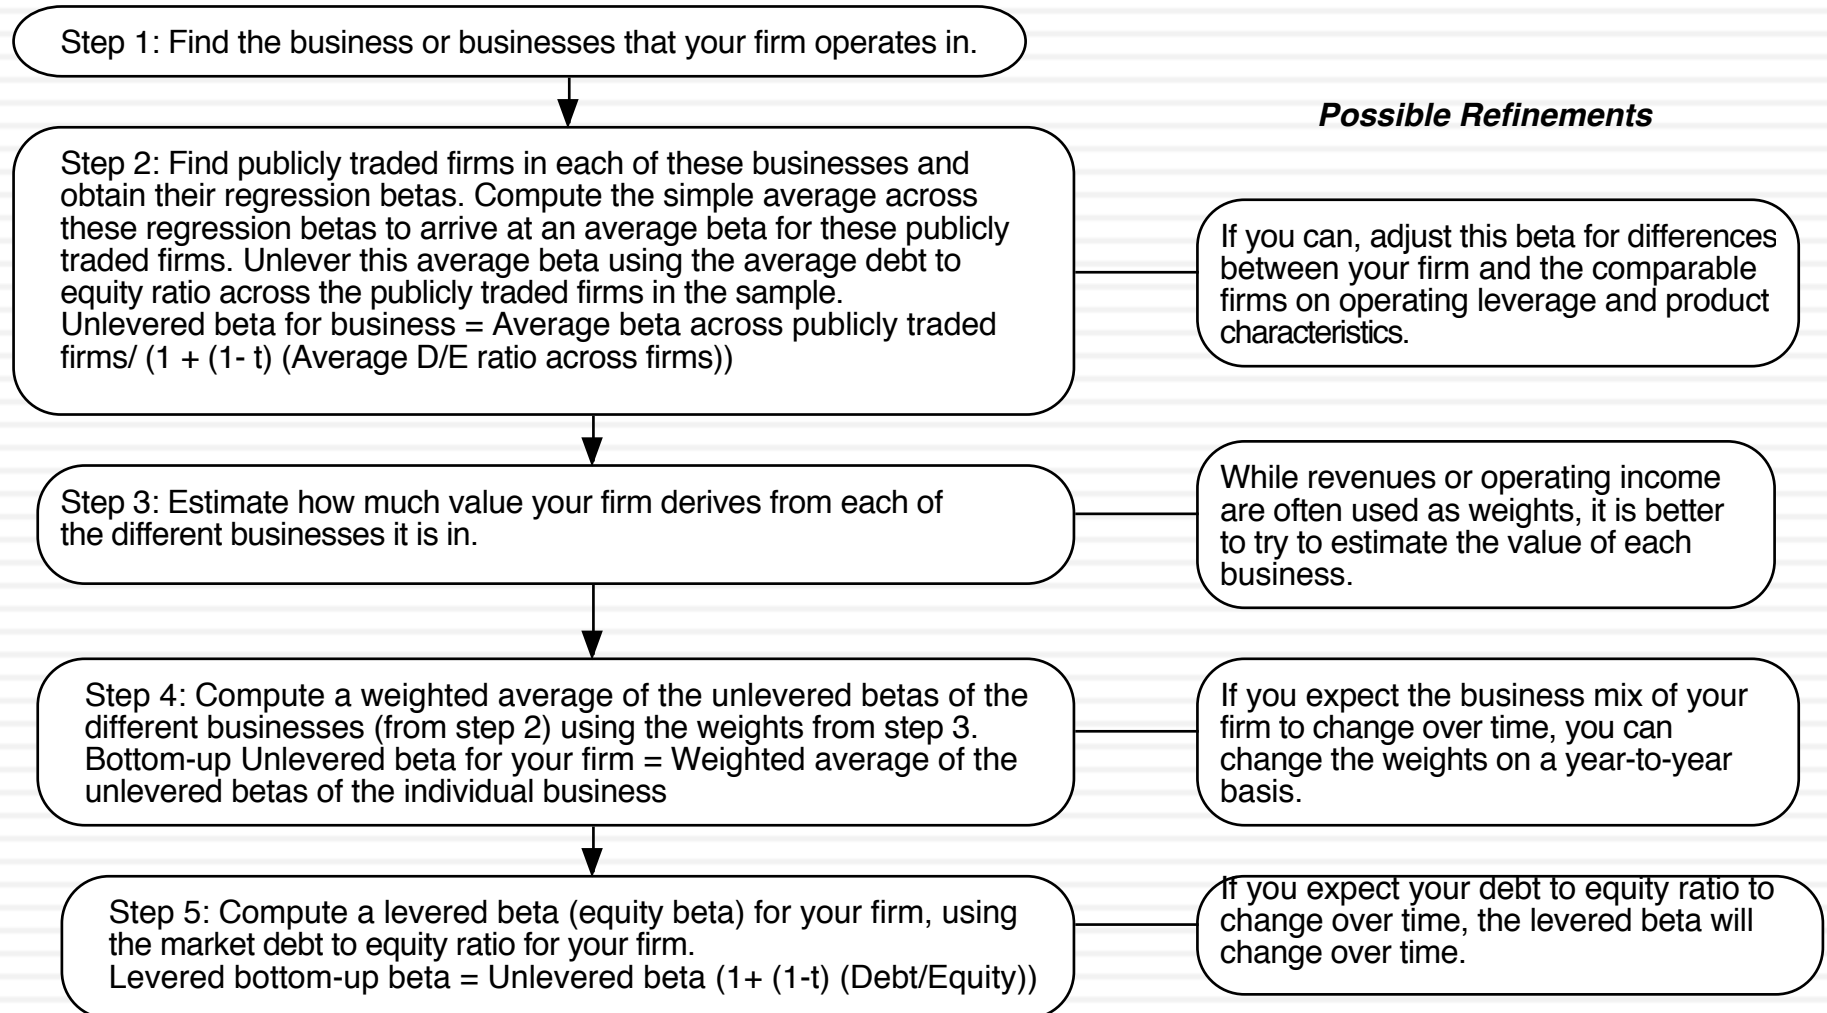 Step 1: Find the business or businesses that your firm operates in.
Possible Refinements
Step 2: Find publicly traded firms in each of these businesses and
obtain their regression betas. Compute the simple average across
these regression betas to arrive at an average beta for these publicly
traded firms. Unlever this average beta using the average debt to
equity ratio across the publicly traded firms in the sample.
Unlevered beta for business = Average beta across publicly traded
firms/ (1 + (1- t) (Average D/E ratio across firms))
If you can, adjust this beta for differences
between your firm and the comparable
firms on operating leverage and product
characteristics.
Step 3: Estimate how much value your firm derives from each of
the different businesses it is in.
While revenues or operating income
are often used as weights, it is better
to try to estimate the value of each
business.
Step 4: Compute a weighted average of the unlevered betas of the
different businesses (from step 2) using the weights from step 3.
Bottom-up Unlevered beta for your firm = Weighted average of the
unlevered betas of the individual business
If you expect the business mix of your
firm to change over time, you can
change the weights on a year-to-year
basis.
Step 5: Compute a levered beta (equity beta) for your firm, using
the market debt to equity ratio for your firm.
Levered bottom-up beta = Unlevered beta (1+ (1-t) (Debt/Equity))
If you expect your debt to equity ratio to
change over time, the levered beta will
change over time.